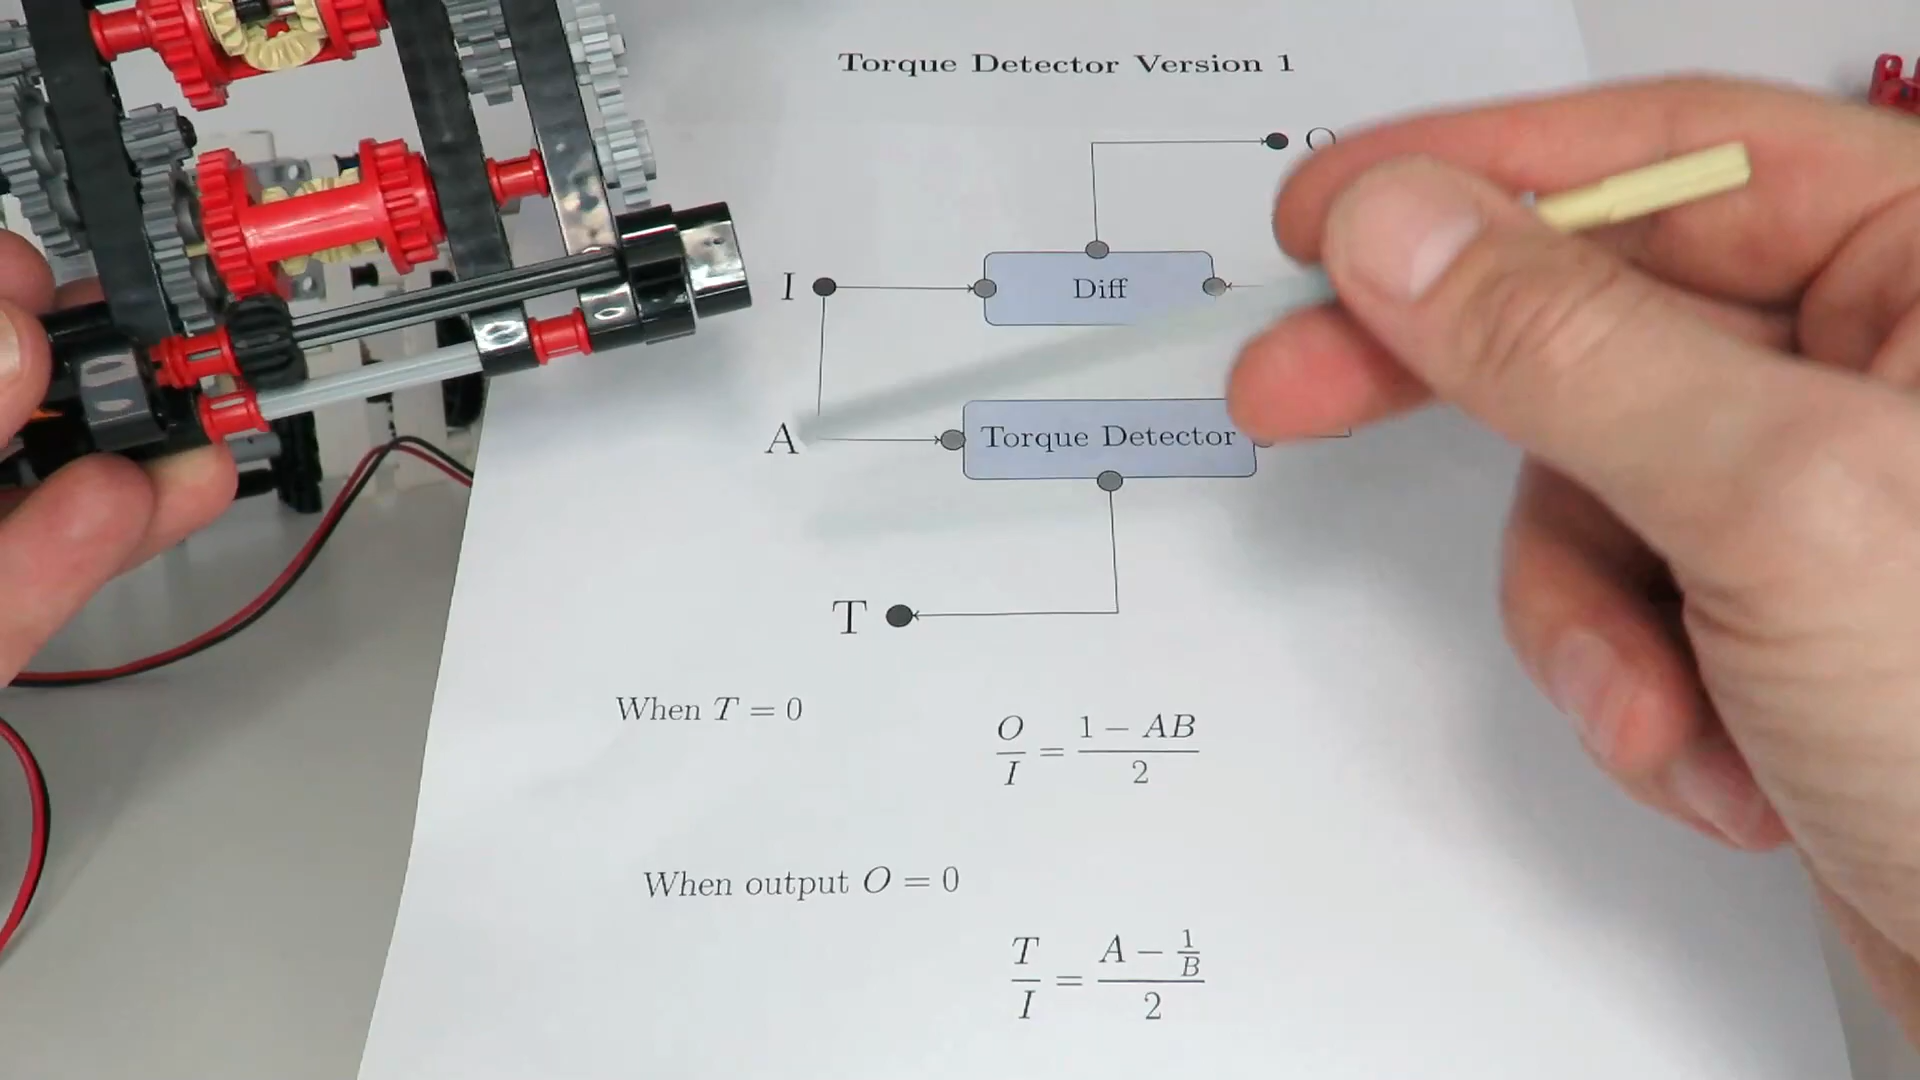 Torque Detector Version 1
O
I
Diff
A
Torque Detector
T
When T = 0
O/I = (1 − AB)/2
When output O = 0
T/I = (A − 1/B)/2